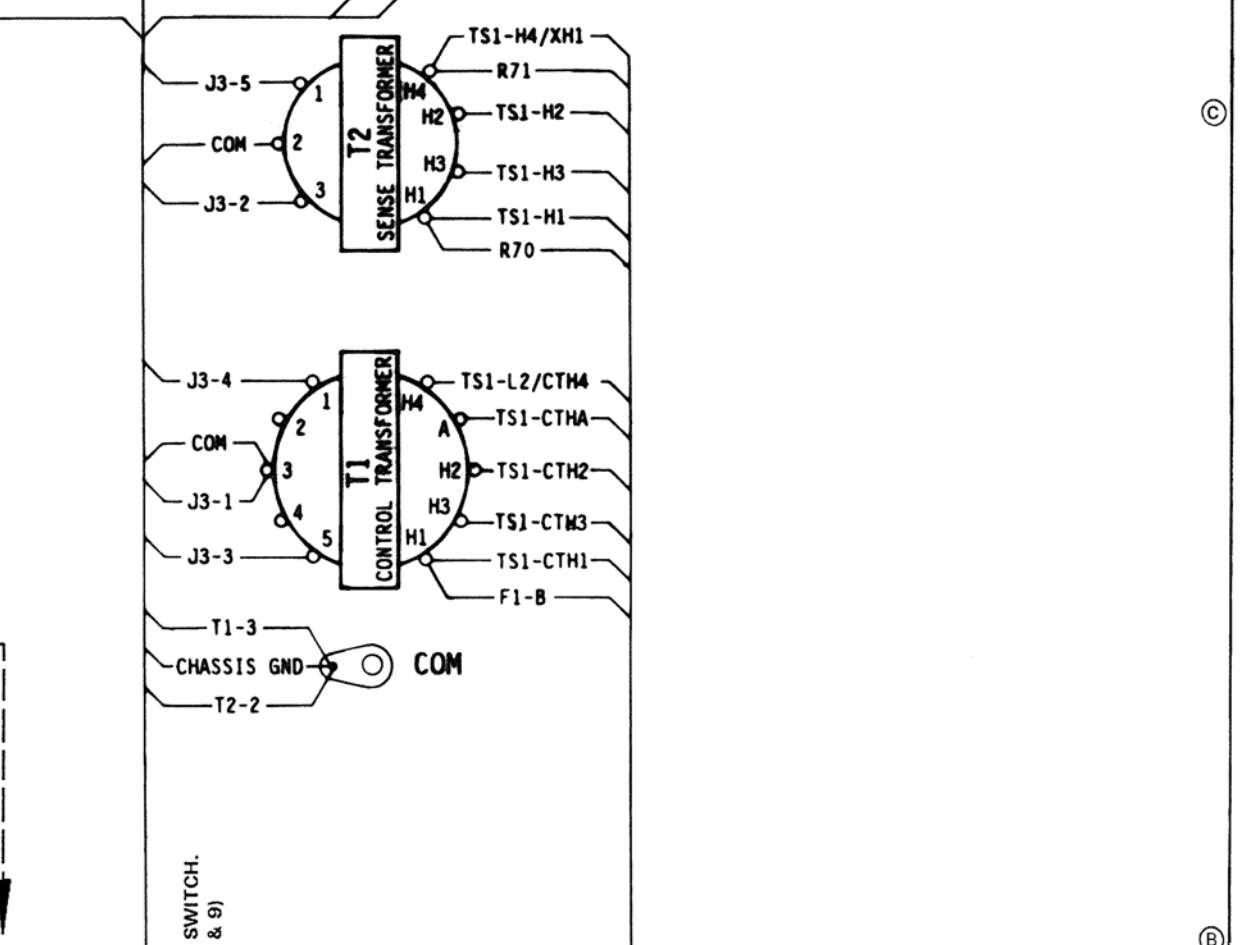 TS1-H4/XH1
J3-5
R71
1
H4
H2
TS1-H2
COM
2
T2
SENSE TRANSFORMER
H3
TS1-H3
J3-2
3
H1
TS1-H1
R70
C
J3-4
1
H4
TS1-L2/CTH4
2
A
TS1-CTHA
COM
3
T1
CONTROL TRANSFORMER
H2
TS1-CTH2
J3-1
4
H3
TS1-CTH3
J3-3
5
H1
TS1-CTH1
F1-B
T1-3
CHASSIS GND
COM
T2-2
SWITCH.
& 9)
B